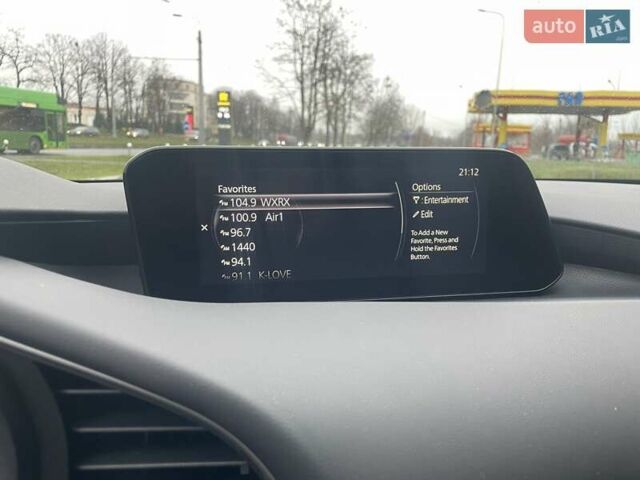 auto RIA
.com
21:12
Favorites
104.9 WXRX
100.9 Air1
96.7
1440
94.1
91.1 K-LOVE
Options
: Entertainment
Edit
To Add a New
Favorite, Press and
Hold the Favorites
Button.